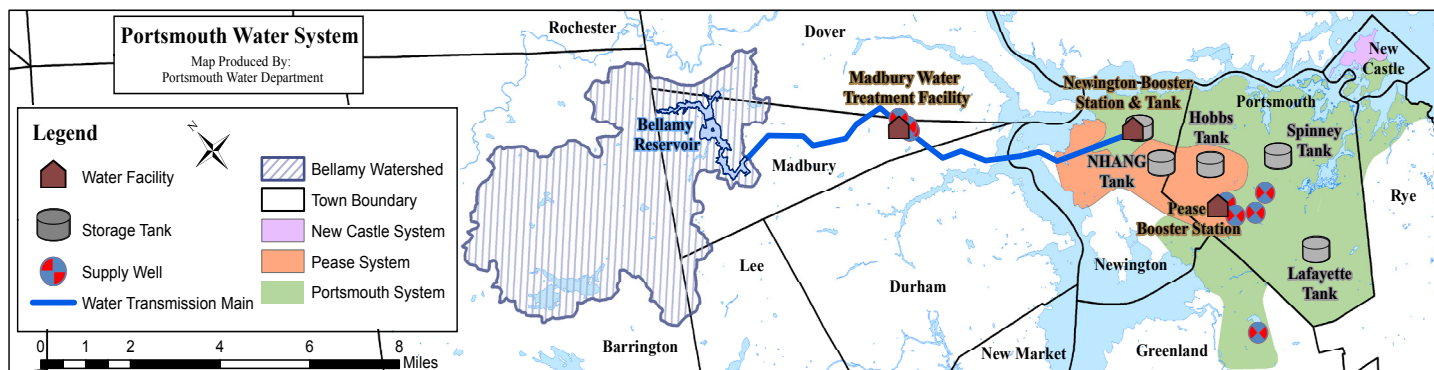 Portsmouth Water System
Map Produced By:
Portsmouth Water Department
Legend
N
Water Facility
Storage Tank
Supply Well
Water Transmission Main
Bellamy Watershed
Town Boundary
New Castle System
Pease System
Portsmouth System
0 2 4 6 8
Miles
Rochester
Dover
Bellamy
Reservoir
Madbury Water
Treatment Facility
Madbury
Lee
Durham
Barrington
New Market
Newington Booster
Station & Tank
Portsmouth
New
Castle
Hobbs
Tank
Spinney
Tank
NHANG
Tank
Pease
Booster Station
Rye
Newington
Lafayette
Tank
Greenland